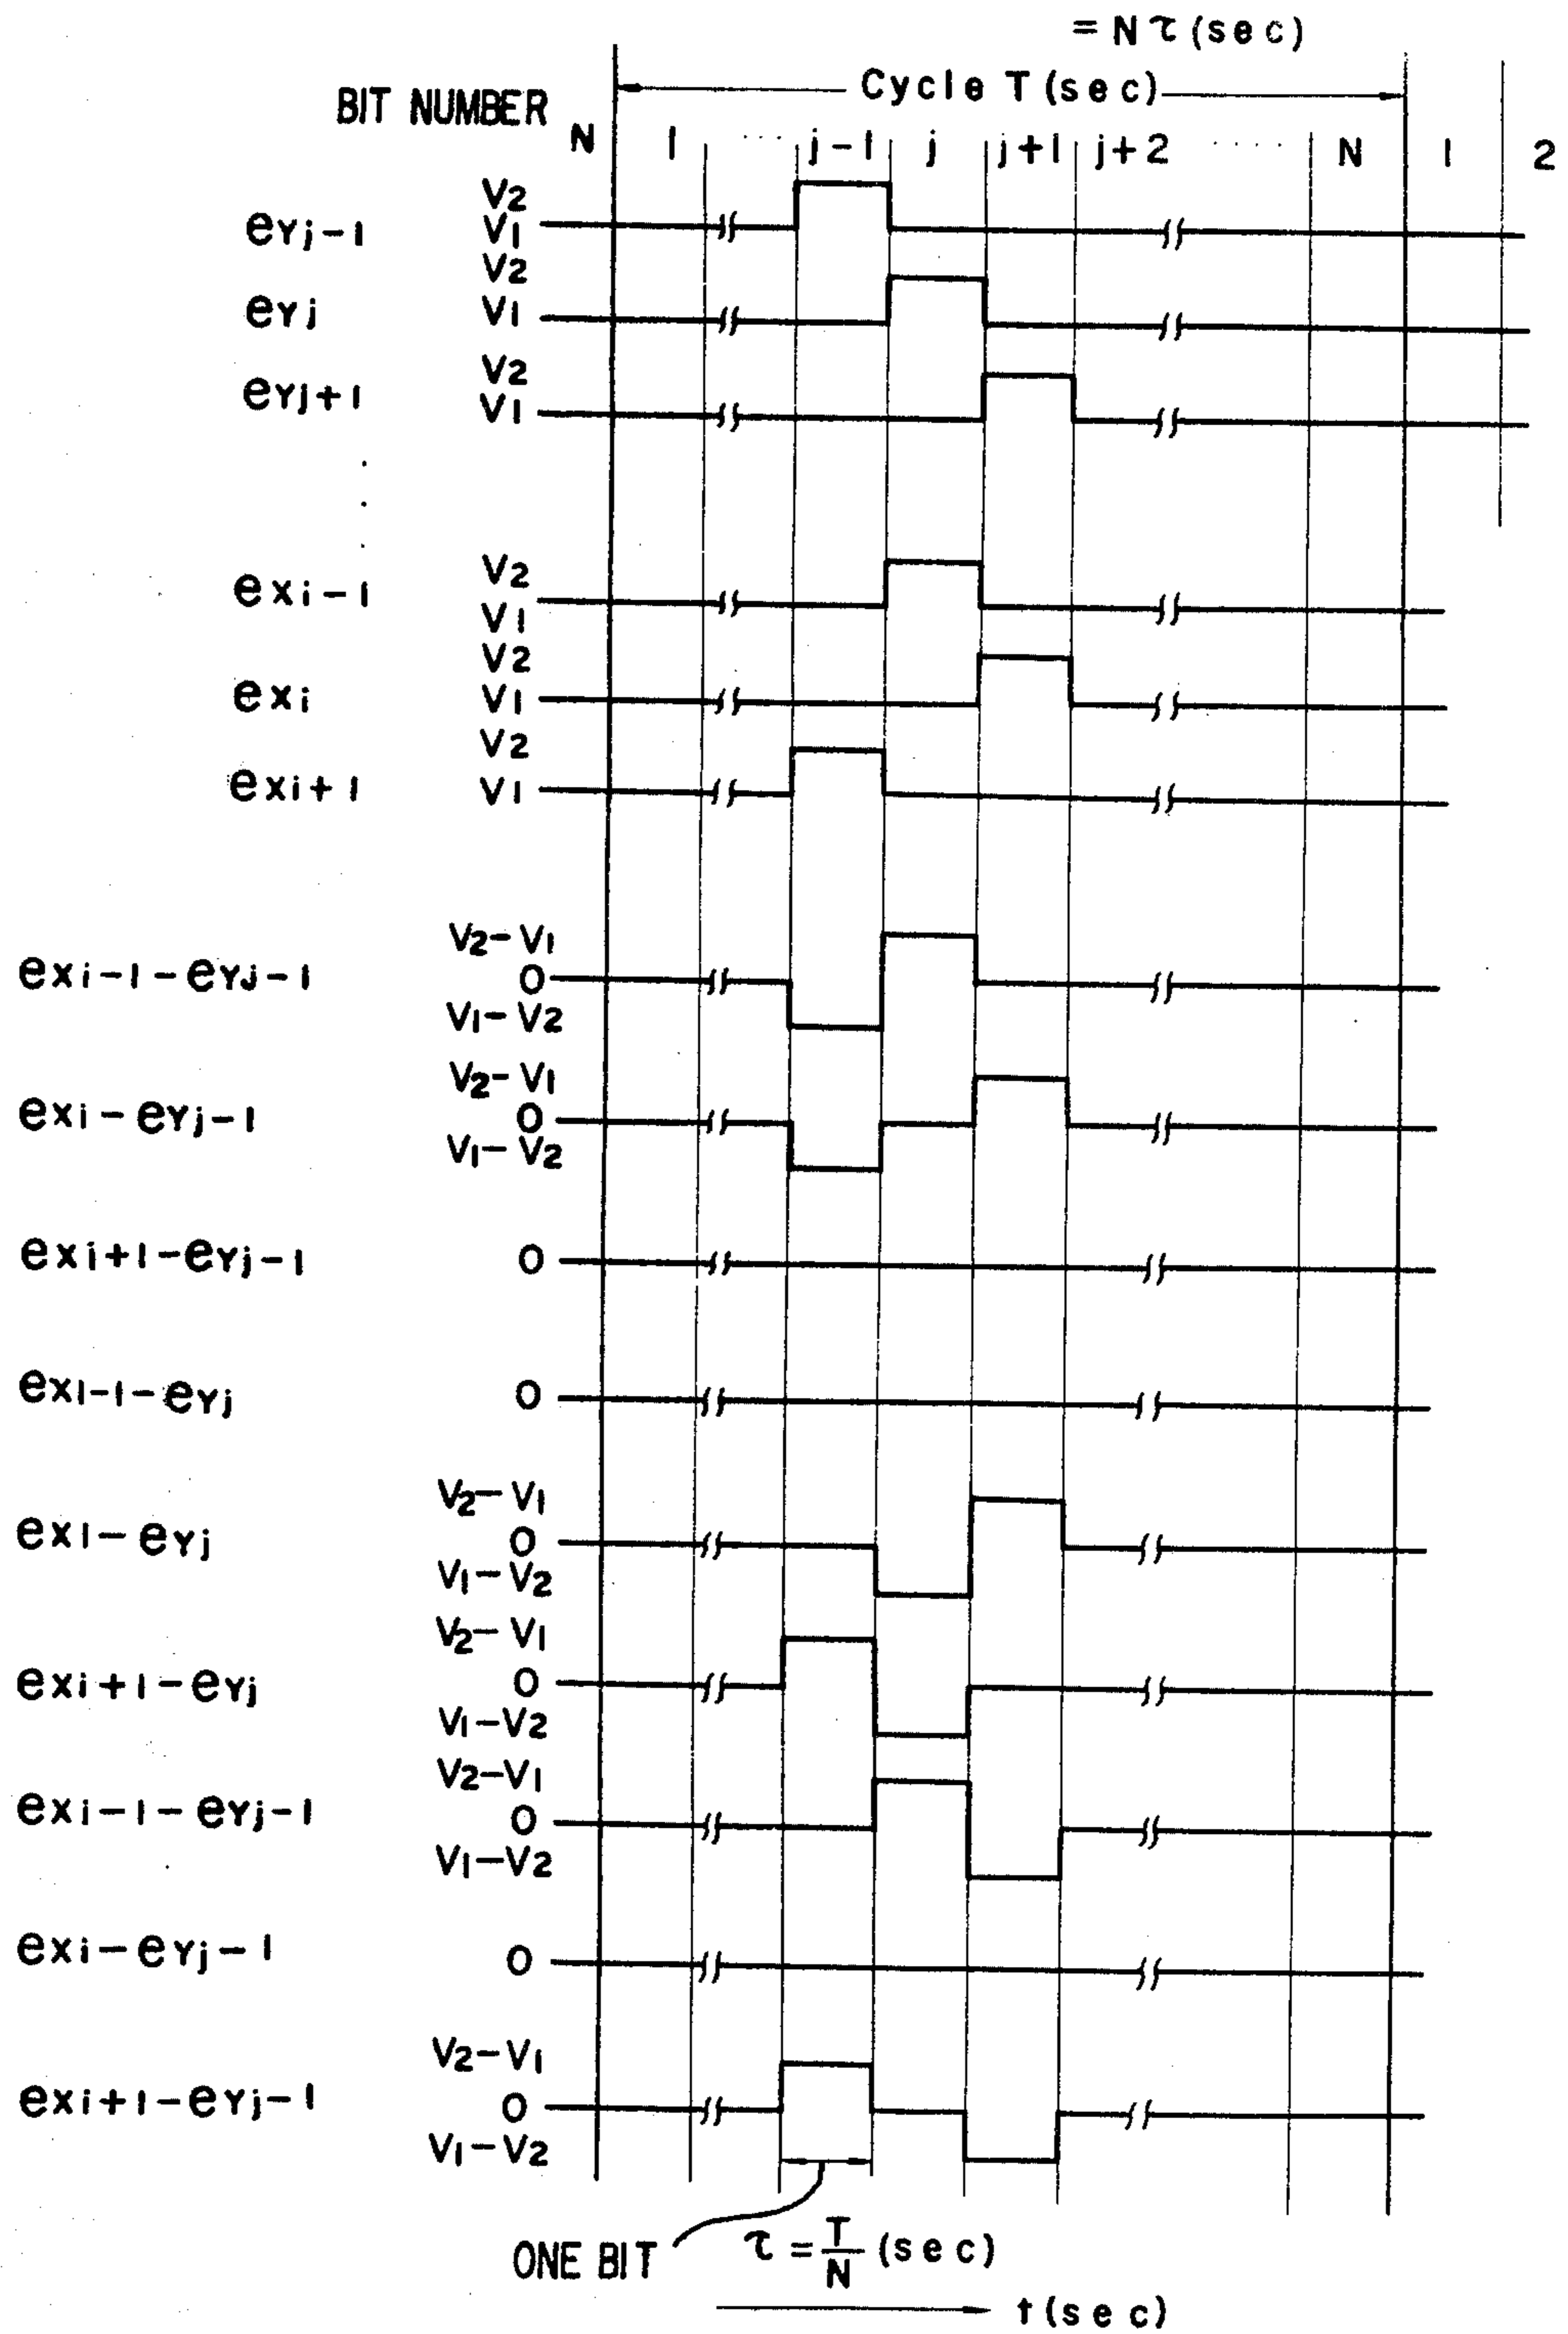 = N τ (sec)
Cycle T (sec)
BIT NUMBER
N 1 ···· j-1 j j+1 j+2 ····· N 1 2
eYj-1 V2 V1
eYj V2 V1
eYj+1 V2 V1
exi-1 V2 V1
exi V2 V1
exi+1 V2 V1
exi-1-eYj-1 V2-V1 0 V1-V2
exi-eYj-1 V2-V1 0 V1-V2
exi+1-eYj-1 0
exi-1-eYj 0
exi-eYj V2-V1 0 V1-V2
exi+1-eYj V2-V1 0 V1-V2
exi-1-eYj-1 V2-V1 0 V1-V2
exi-eYj-1 0
exi+1-eYj-1 V2-V1 0 V1-V2
ONE BIT τ = T/N (sec)
t (sec)